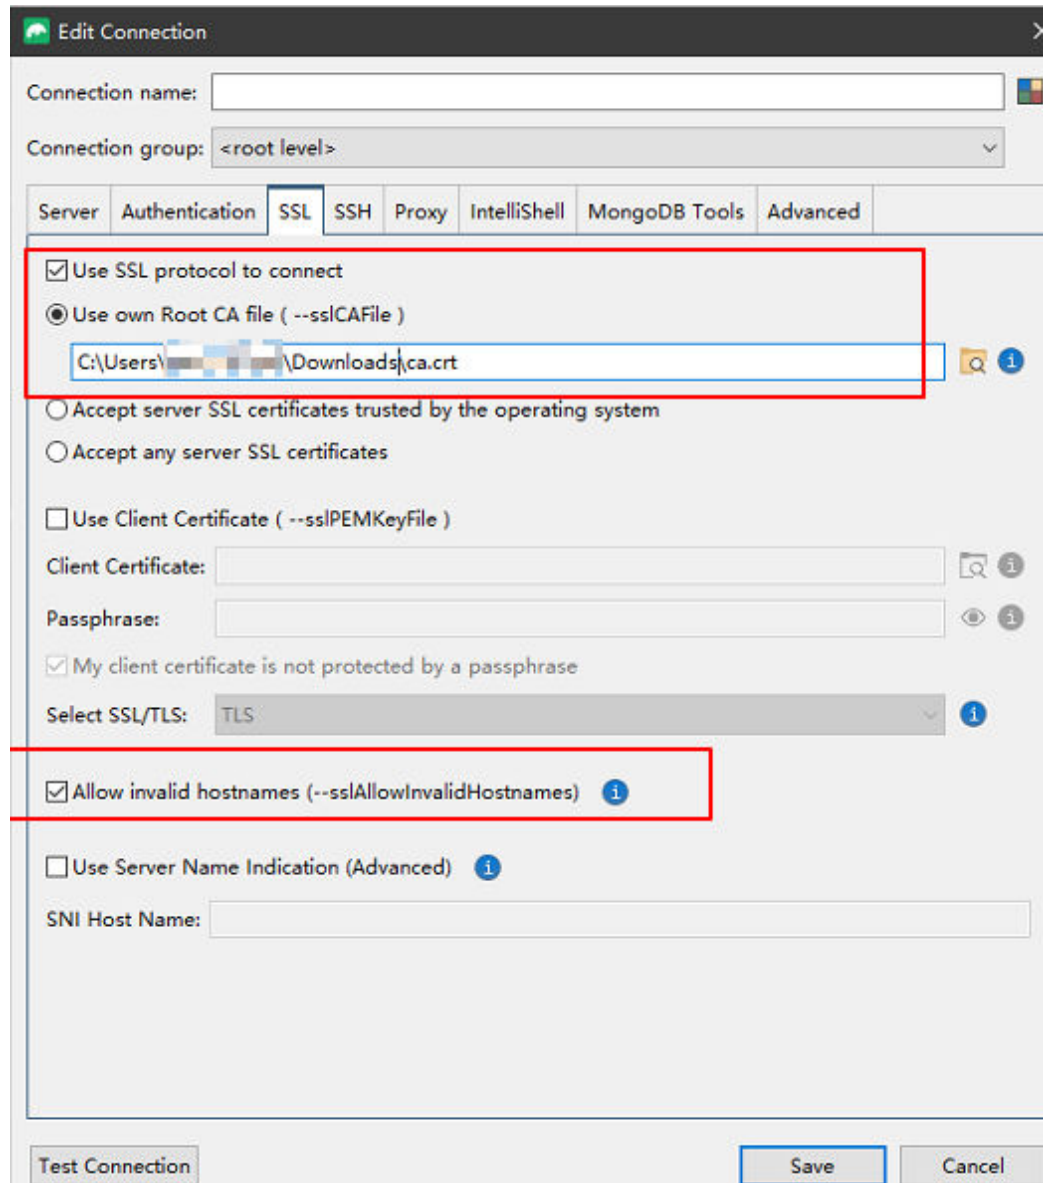 Edit Connection
Connection name:
Connection group: <root level>
Server Authentication SSL SSH Proxy IntelliShell MongoDB Tools Advanced
Use SSL protocol to connect
Use own Root CA file ( --sslCAFile )
C:\Users\ \Downloads\ca.crt
Accept server SSL certificates trusted by the operating system
Accept any server SSL certificates
Use Client Certificate ( --sslPEMKeyFile )
Client Certificate:
Passphrase:
My client certificate is not protected by a passphrase
Select SSL/TLS: TLS
Allow invalid hostnames (--sslAllowInvalidHostnames)
Use Server Name Indication (Advanced)
SNI Host Name:
Test Connection Save Cancel